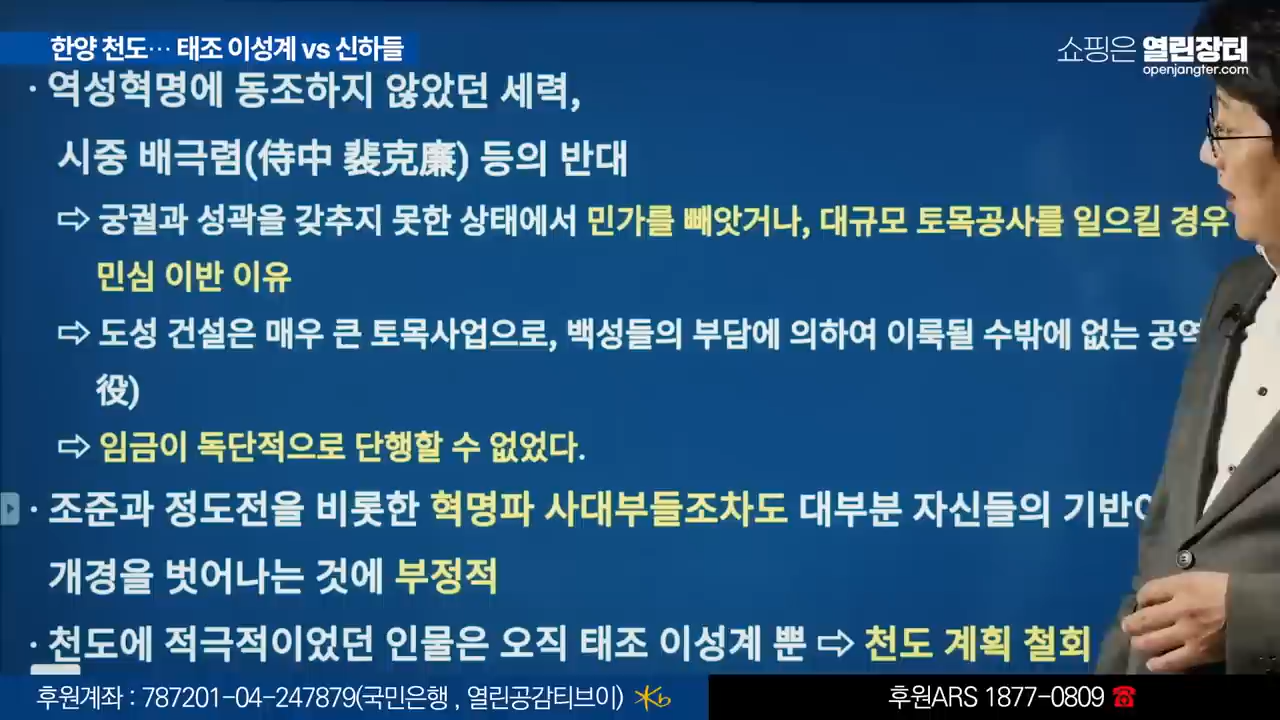 한양 천도… 태조 이성계 vs 신하들
쇼핑은 열린장터
openjangter.com
· 역성혁명에 동조하지 않았던 세력,
시중 배극렴(侍中 裴克廉) 등의 반대
⇨ 궁궐과 성곽을 갖추지 못한 상태에서 민가를 빼앗거나, 대규모 토목공사를 일으킬 경우
민심 이반 이유
⇨ 도성 건설은 매우 큰 토목사업으로, 백성들의 부담에 의하여 이룩될 수밖에 없는 공역
役)
⇨ 임금이 독단적으로 단행할 수 없었다.
· 조준과 정도전을 비롯한 혁명파 사대부들조차도 대부분 자신들의
개경을 벗어나는 것에 부정적
· 천도에 적극적이었던 인물은 오직 태조 이성계 뿐 ⇨ 천도 계획 철회
후원계좌 : 787201-04-247879(국민은행 , 열린공감티브이) Kb
후원ARS 1877-0809 ☎